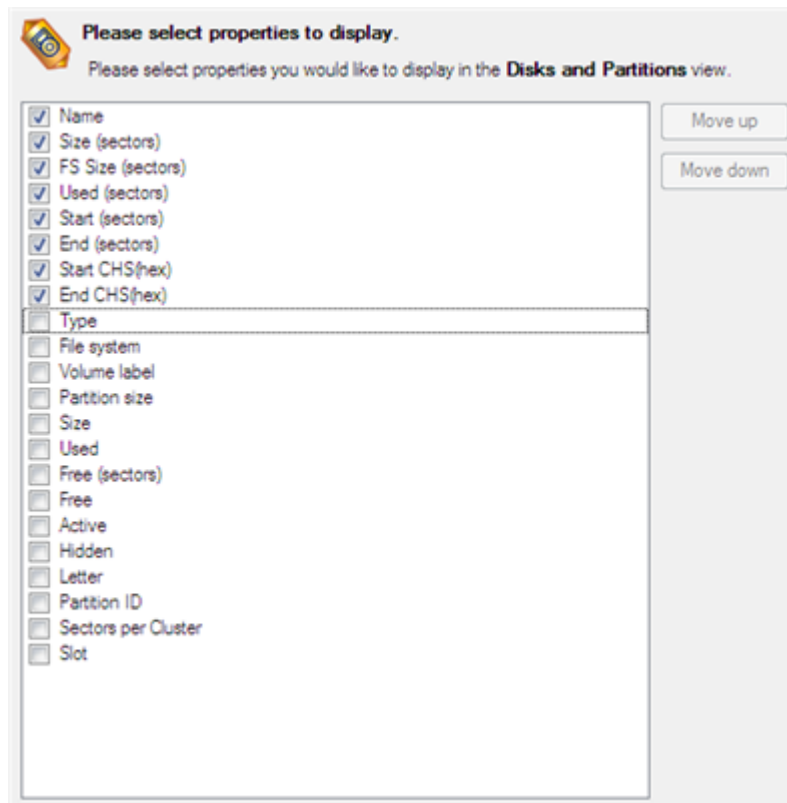 Please select properties to display.
Please select properties you would like to display in the Disks and Partitions view.
Name
Size (sectors)
FS Size (sectors)
Used (sectors)
Start (sectors)
End (sectors)
Start CHS(hex)
End CHS(hex)
Type
File system
Volume label
Partition size
Size
Used
Free (sectors)
Free
Active
Hidden
Letter
Partition ID
Sectors per Cluster
Slot
Move up
Move down